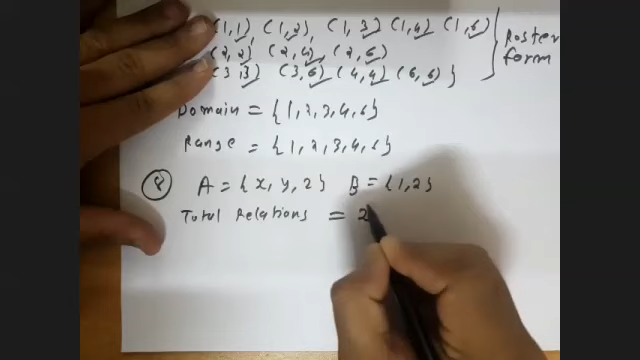 (1,1) (1,2), (1,3) (1,4) (1,6)
(2,2) (2,4), (2,6)
(3,3) (3,6) (4,4) (6,6) }
Roster
form
Domain = {1,2,3,4,6}
Range = {1,2,3,4,6}
8 A = {x, y, z} B = {1,2}
Total Relations = 2